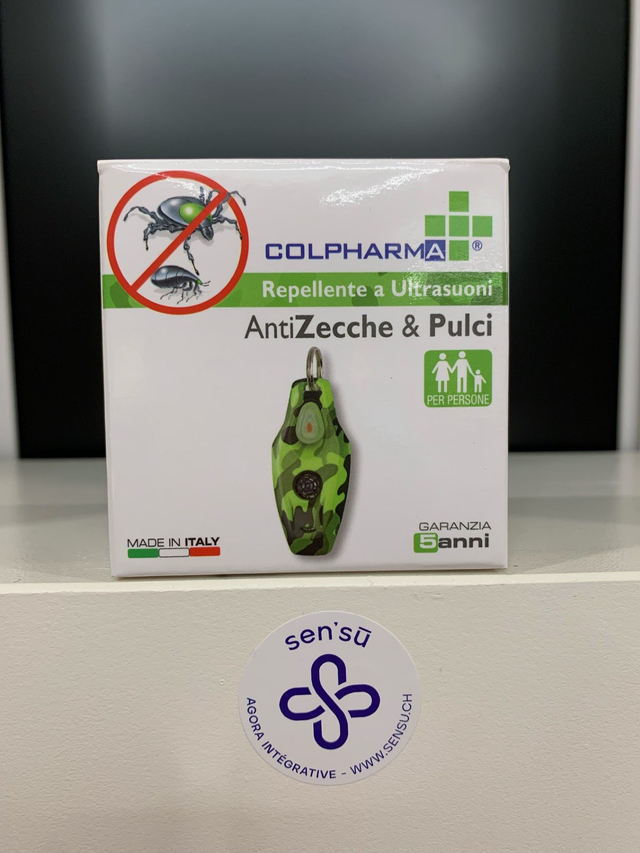 COLPHARMA®
Repellente a Ultrasuoni
AntiZecche & Pulci
PER PERSONE
MADE IN ITALY
GARANZIA
5anni
sen'sū
AGORA INTÉGRATIVE - WWW.SENSU.CH